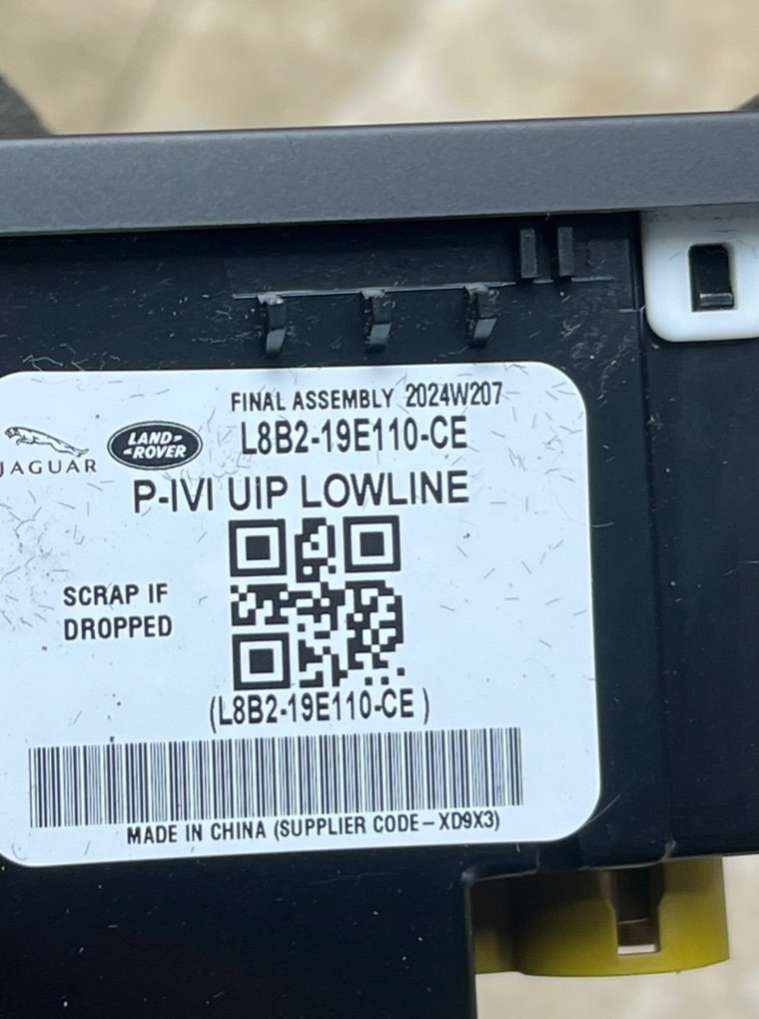 FINAL ASSEMBLY 2024W207
JAGUAR
LAND-
-ROVER
L8B2-19E110-CE
P-IVI UIP LOWLINE
SCRAP IF
DROPPED
(L8B2-19E110-CE )
MADE IN CHINA (SUPPLIER CODE-XD9X3)